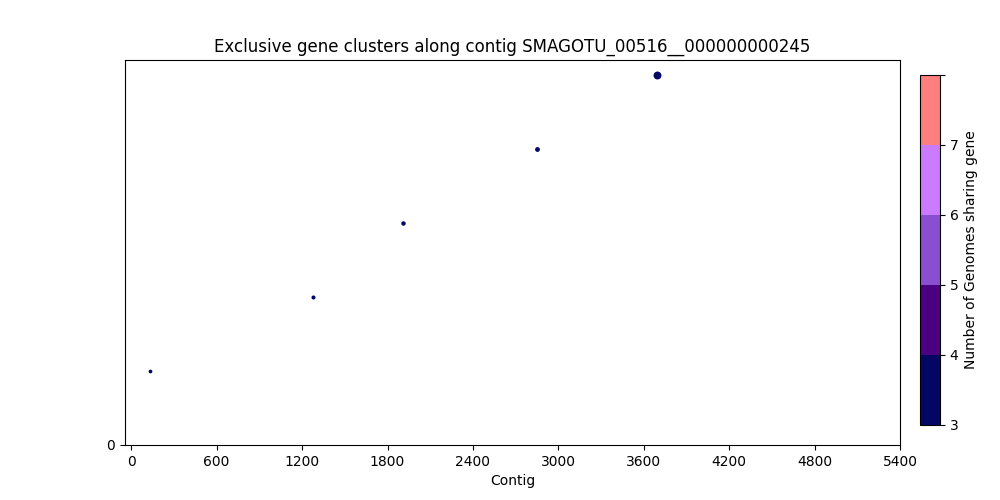 Exclusive gene clusters along contig SMAGOTU_00516__000000000245
7
6
5
4
3
Number of Genomes sharing gene
0
0 600 1200 1800 2400 3000 3600 4200 4800 5400
Contig